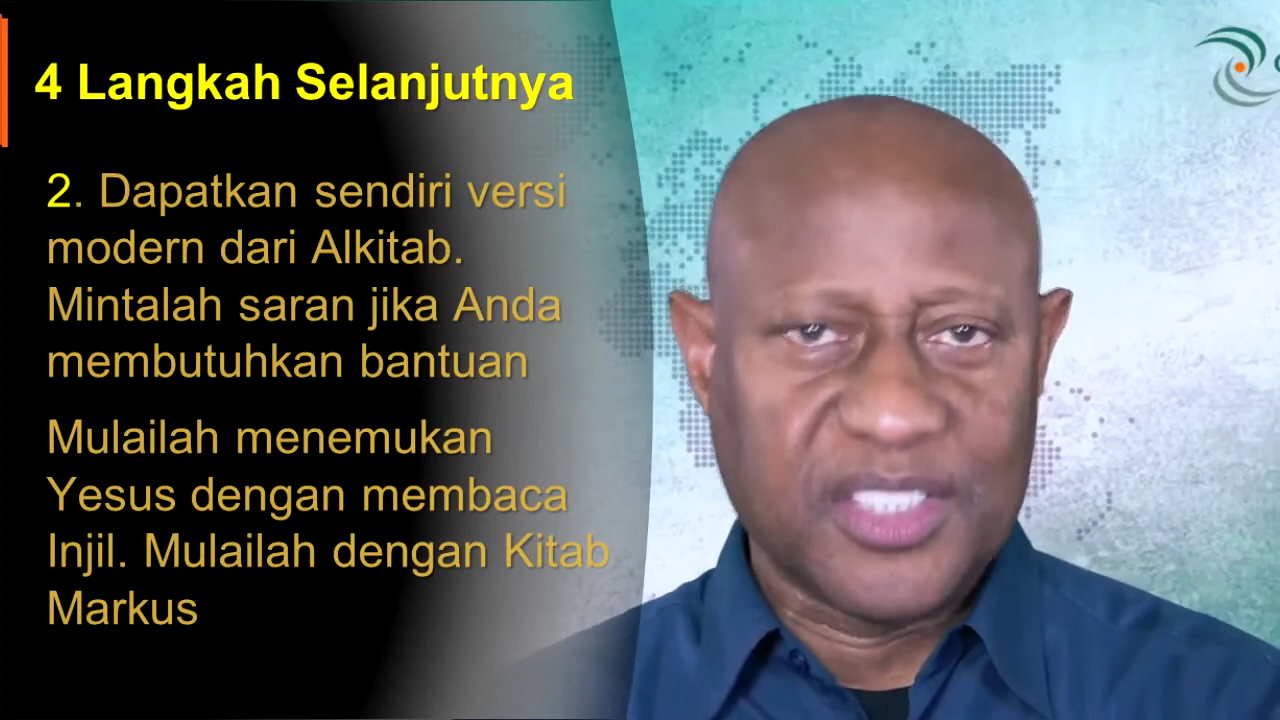 4 Langkah Selanjutnya
2. Dapatkan sendiri versi
modern dari Alkitab.
Mintalah saran jika Anda
membutuhkan bantuan
Mulailah menemukan
Yesus dengan membaca
Injil. Mulailah dengan Kitab
Markus